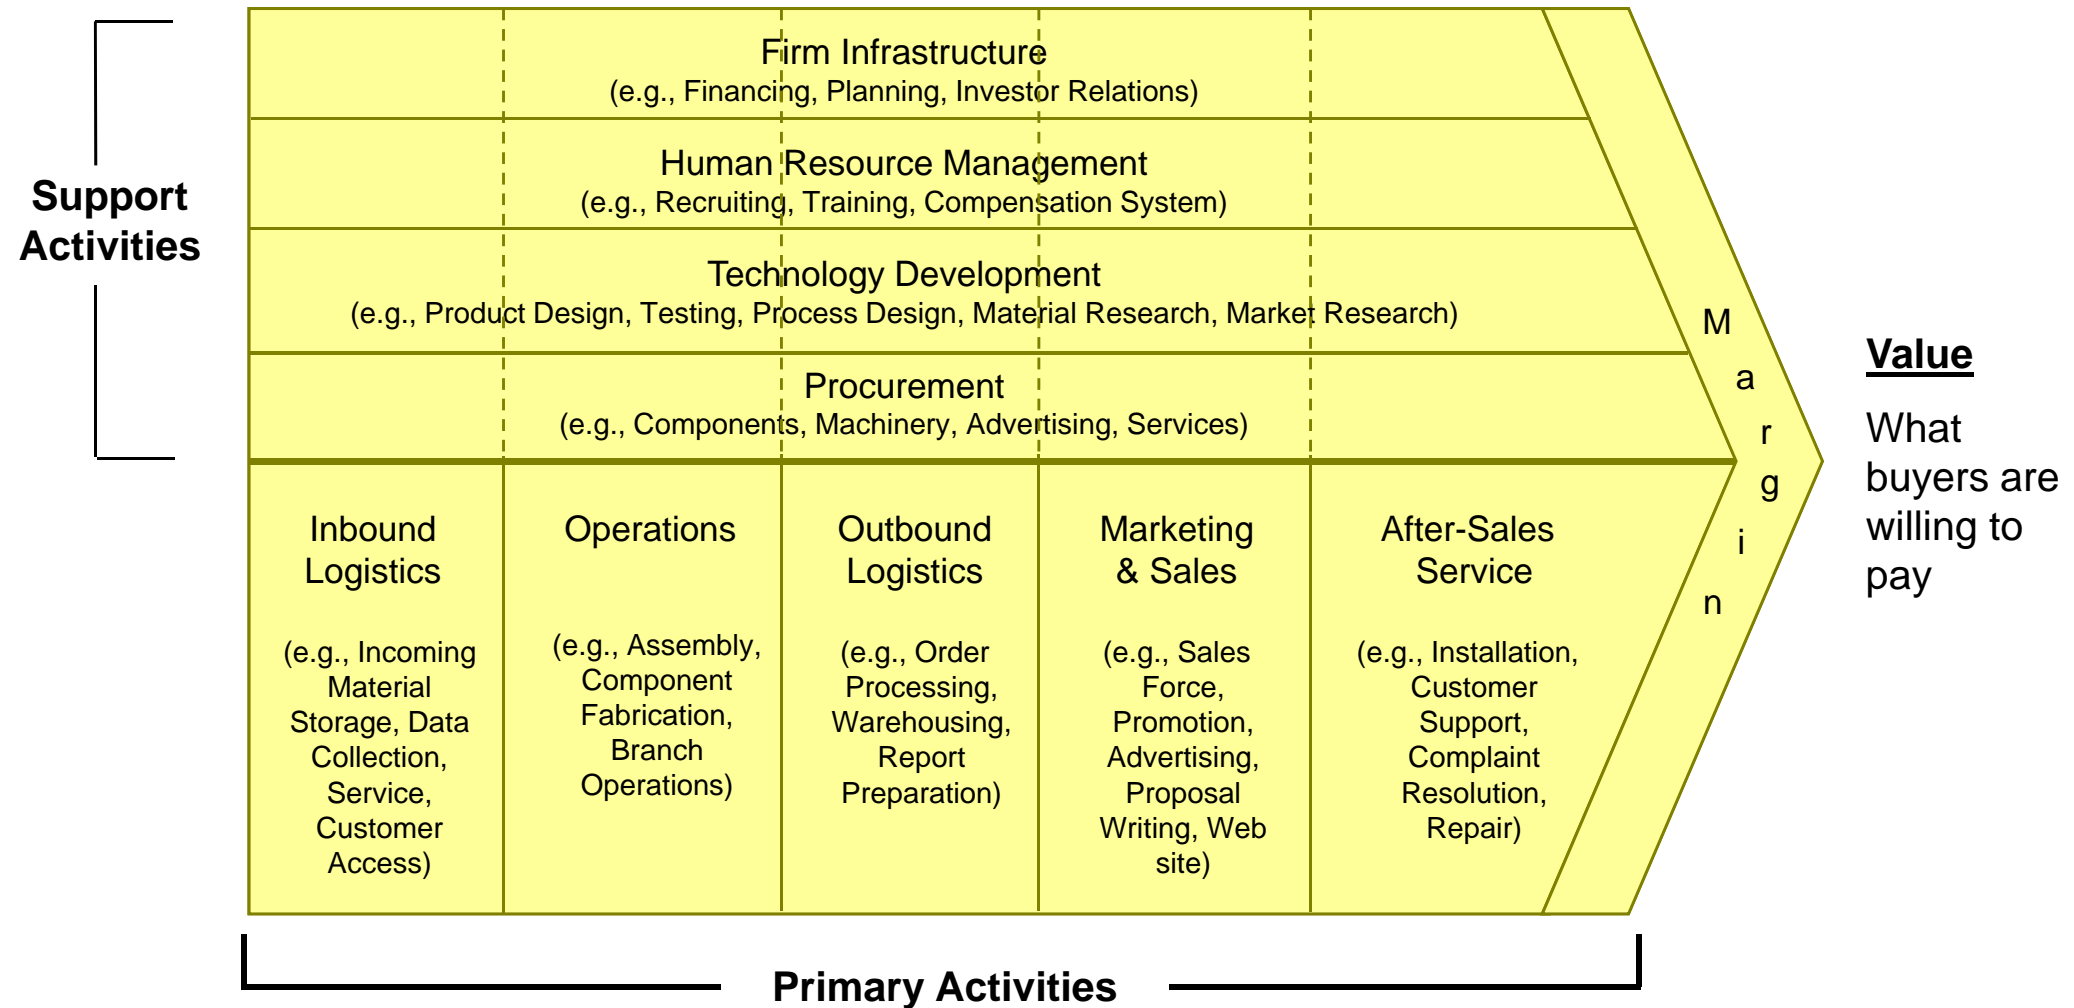 Firm Infrastructure
(e.g., Financing, Planning, Investor Relations)
Human Resource Management
(e.g., Recruiting, Training, Compensation System)
Support
Activities
Technology Development
(e.g., Product Design, Testing, Process Design, Material Research, Market Research)
Procurement
(e.g., Components, Machinery, Advertising, Services)
Inbound
Logistics
(e.g., Incoming
Material
Storage, Data
Collection,
Service,
Customer
Access)
Operations
(e.g., Assembly,
Component
Fabrication,
Branch
Operations)
Outbound
Logistics
(e.g., Order
Processing,
Warehousing,
Report
Preparation)
Marketing
& Sales
(e.g., Sales
Force,
Promotion,
Advertising,
Proposal
Writing, Web
site)
After-Sales
Service
(e.g., Installation,
Customer
Support,
Complaint
Resolution,
Repair)
Margin
Value
What
buyers are
willing to
pay
Primary Activities